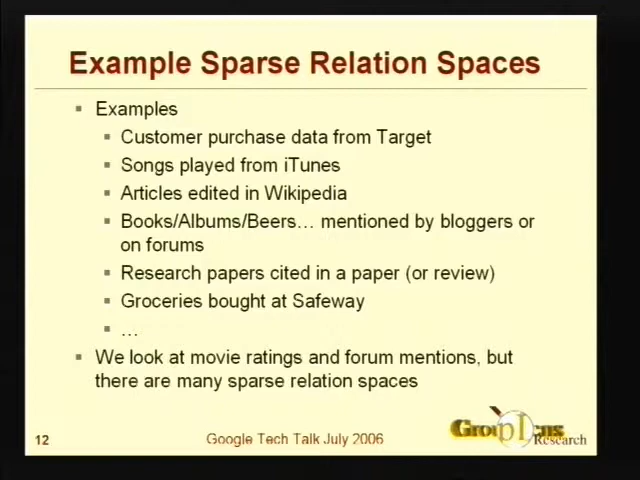 Example Sparse Relation Spaces
Examples
Customer purchase data from Target
Songs played from iTunes
Articles edited in Wikipedia
Books/Albums/Beers… mentioned by bloggers or
on forums
Research papers cited in a paper (or review)
Groceries bought at Safeway
…
We look at movie ratings and forum mentions, but
there are many sparse relation spaces
12
Google Tech Talk July 2006
GroupLens
Research